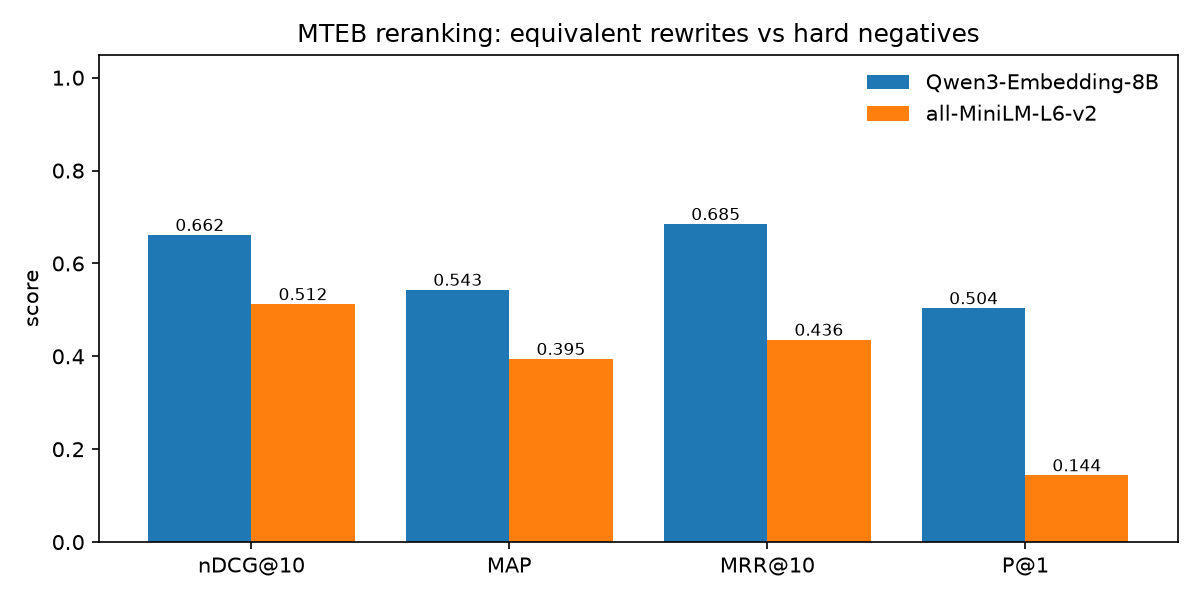 MTEB reranking: equivalent rewrites vs hard negatives
Qwen3-Embedding-8B
all-MiniLM-L6-v2
score
1.0
0.8
0.6
0.4
0.2
0.0
0.662
0.512
0.543
0.395
0.685
0.436
0.504
0.144
nDCG@10
MAP
MRR@10
P@1